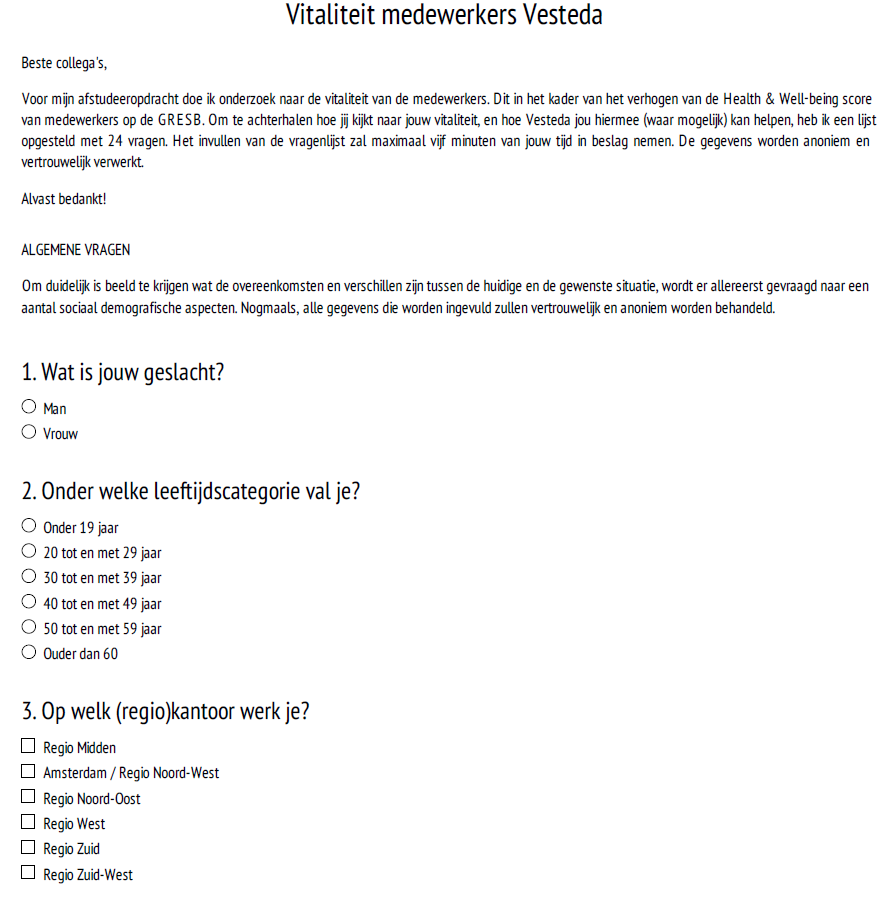 Vitaliteit medewerkers Vesteda
Beste collega's,
Voor mijn afstudeeropdracht doe ik onderzoek naar de vitaliteit van de medewerkers. Dit in het kader van het verhogen van de Health & Well-being score
van medewerkers op de GRESB. Om te achterhalen hoe jij kijkt naar jouw vitaliteit, en hoe Vesteda jou hiermee (waar mogelijk) kan helpen, heb ik een lijst
opgesteld met 24 vragen. Het invullen van de vragenlijst zal maximaal vijf minuten van jouw tijd in beslag nemen. De gegevens worden anoniem en
vertrouwelijk verwerkt.
Alvast bedankt!
ALGEMENE VRAGEN
Om duidelijk is beeld te krijgen wat de overeenkomsten en verschillen zijn tussen de huidige en de gewenste situatie, wordt er allereerst gevraagd naar een
aantal sociaal demografische aspecten. Nogmaals, alle gegevens die worden ingevuld zullen vertrouwelijk en anoniem worden behandeld.
1. Wat is jouw geslacht?
Man
Vrouw
2. Onder welke leeftijdscategorie val je?
Onder 19 jaar
20 tot en met 29 jaar
30 tot en met 39 jaar
40 tot en met 49 jaar
50 tot en met 59 jaar
Ouder dan 60
3. Op welk (regio)kantoor werk je?
Regio Midden
Amsterdam / Regio Noord-West
Regio Noord-Oost
Regio West
Regio Zuid
Regio Zuid-West